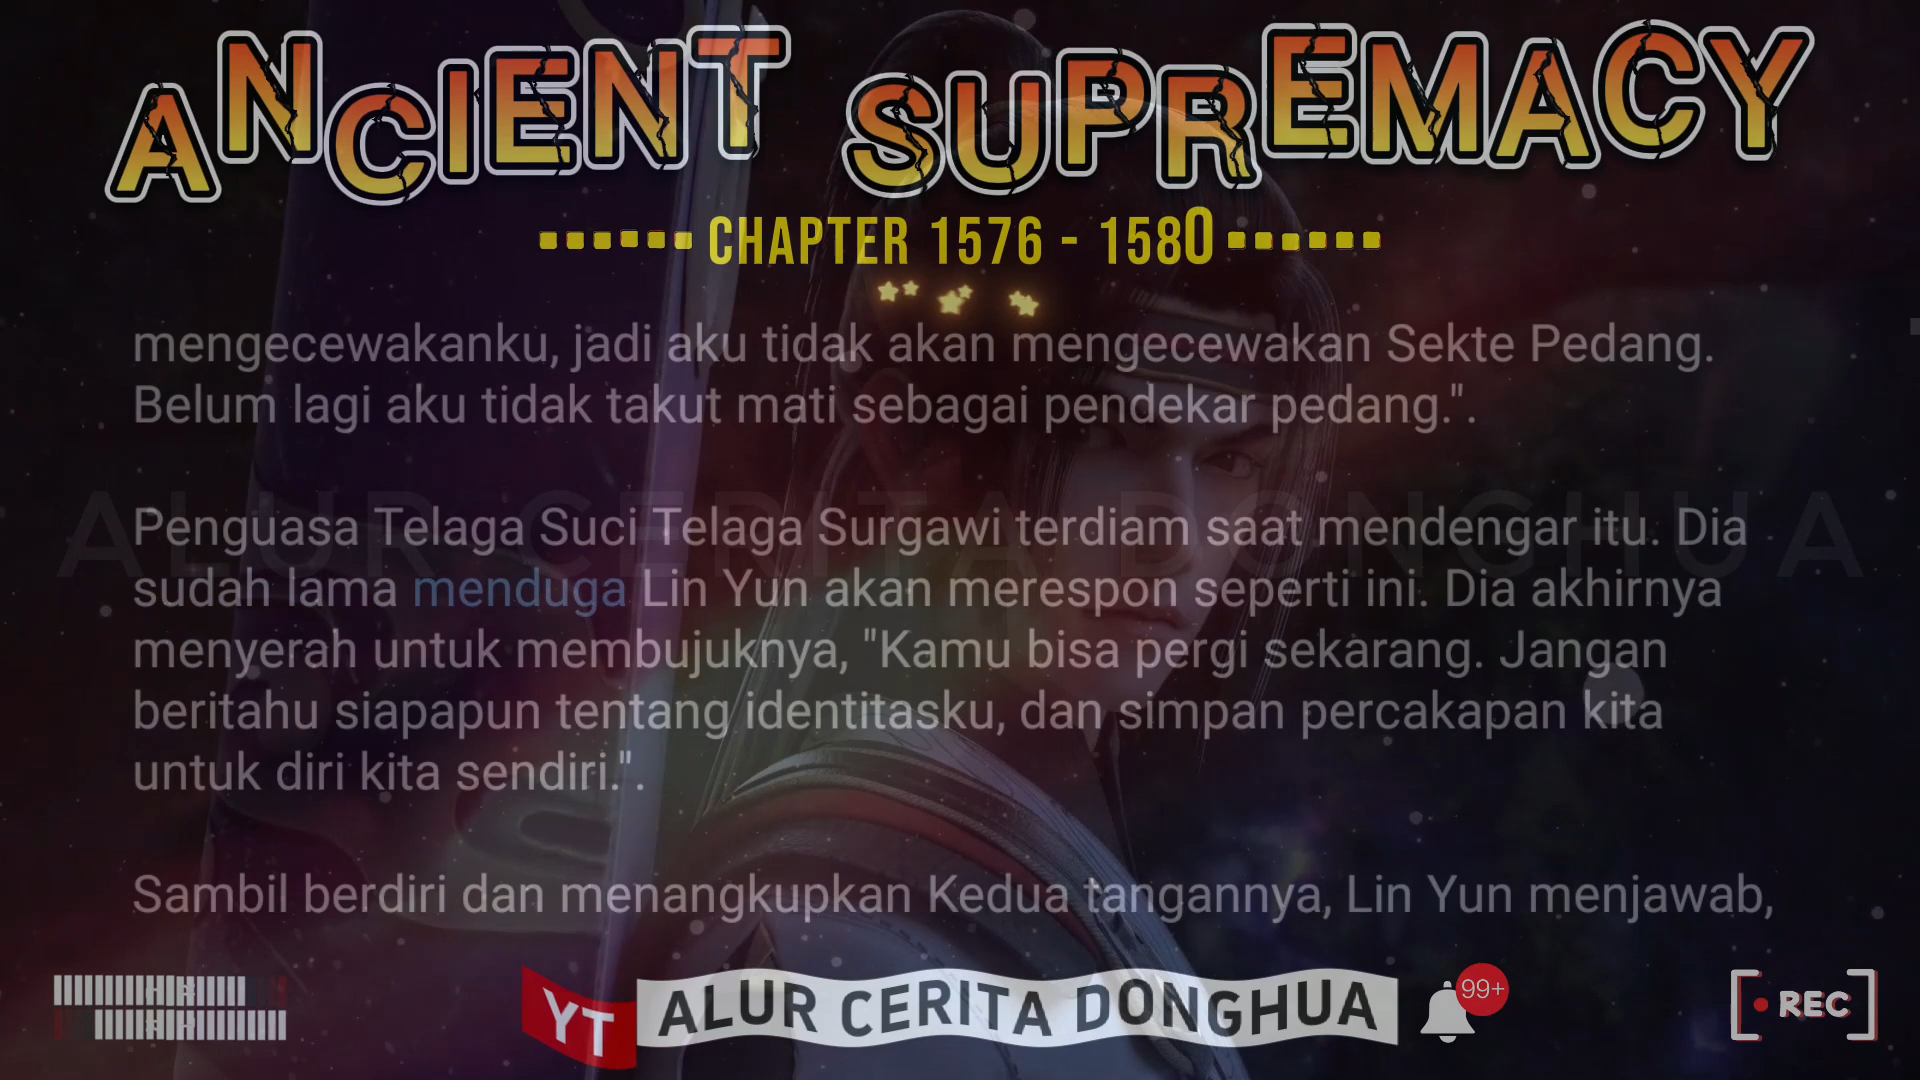 ANCIENT SUPREMACY
CHAPTER 1576 - 1580
mengecewakanku, jadi aku tidak akan mengecewakan Sekte Pedang.
Belum lagi aku tidak takut mati sebagai pendekar pedang.".
ALUR CERITA DONGHUA
Penguasa Telaga Suci Telaga Surgawi terdiam saat mendengar itu. Dia
sudah lama menduga Lin Yun akan merespon seperti ini. Dia akhirnya
menyerah untuk membujuknya, "Kamu bisa pergi sekarang. Jangan
beritahu siapapun tentang identitasku, dan simpan percakapan kita
untuk diri kita sendiri.".
Sambil berdiri dan menangkupkan Kedua tangannya, Lin Yun menjawab,
YT ALUR CERITA DONGHUA 99+
REC